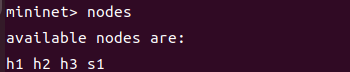 mininet> nodes
available nodes are:
h1 h2 h3 s1